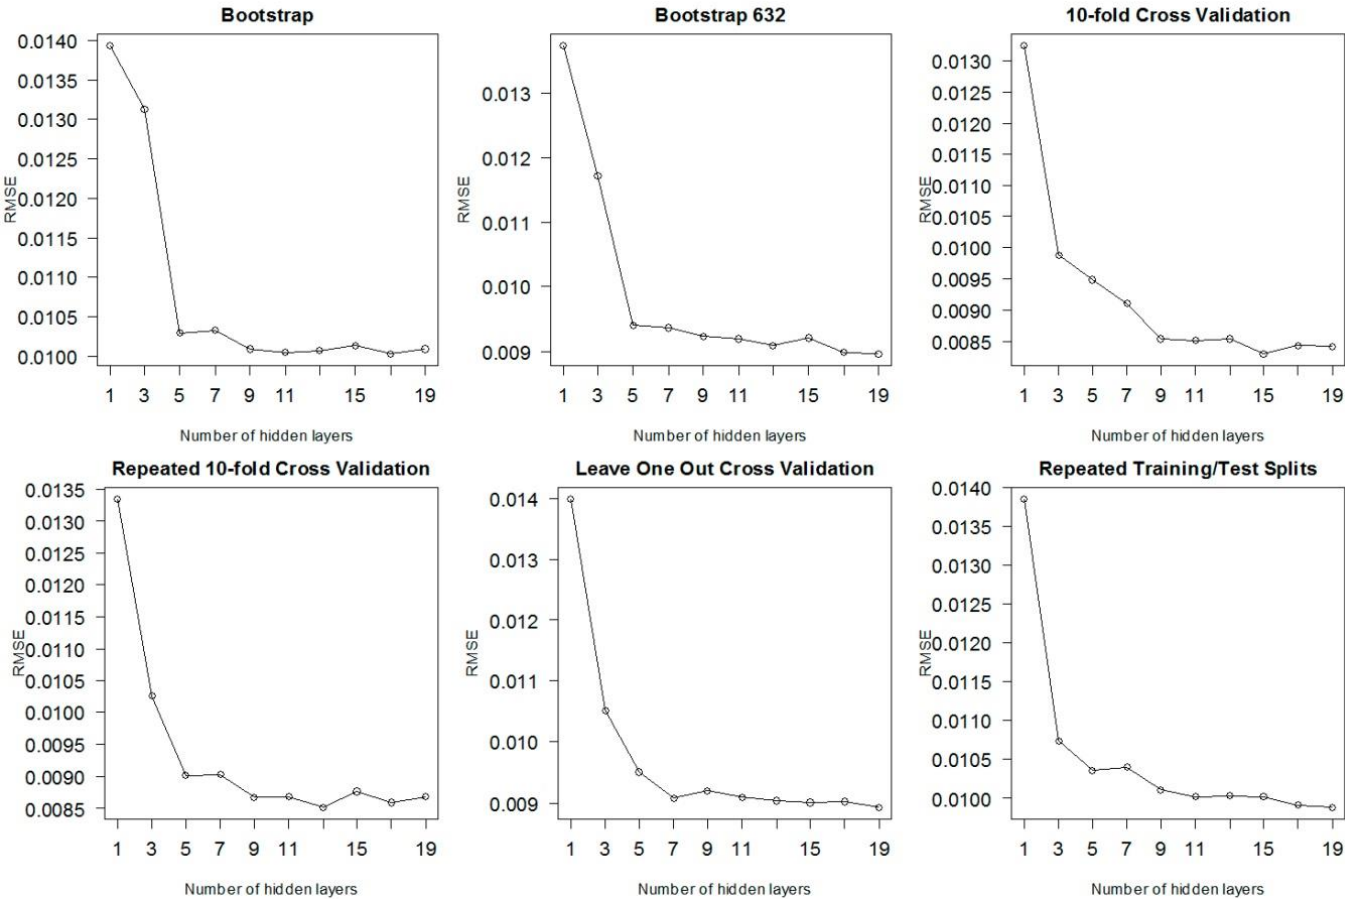 Bootstrap
0.0140
0.0135
0.0130
0.0125
0.0120
0.0115
0.0110
0.0105
0.0100
RMSE
1 3 5 7 9 11 15 19
Number of hidden layers
Bootstrap 632
0.013
0.012
0.011
0.010
0.009
RMSE
1 3 5 7 9 11 15 19
Number of hidden layers
10-fold Cross Validation
0.0130
0.0125
0.0120
0.0115
0.0110
0.0105
0.0100
0.0095
0.0090
0.0085
RMSE
1 3 5 7 9 11 15 19
Number of hidden layers
Repeated 10-fold Cross Validation
0.0135
0.0130
0.0125
0.0120
0.0115
0.0110
0.0105
0.0100
0.0095
0.0090
0.0085
RMSE
1 3 5 7 9 11 15 19
Number of hidden layers
Leave One Out Cross Validation
0.014
0.013
0.012
0.011
0.010
0.009
RMSE
1 3 5 7 9 11 15 19
Number of hidden layers
Repeated Training/Test Splits
0.0140
0.0135
0.0130
0.0125
0.0120
0.0115
0.0110
0.0105
0.0100
RMSE
1 3 5 7 9 11 15 19
Number of hidden layers